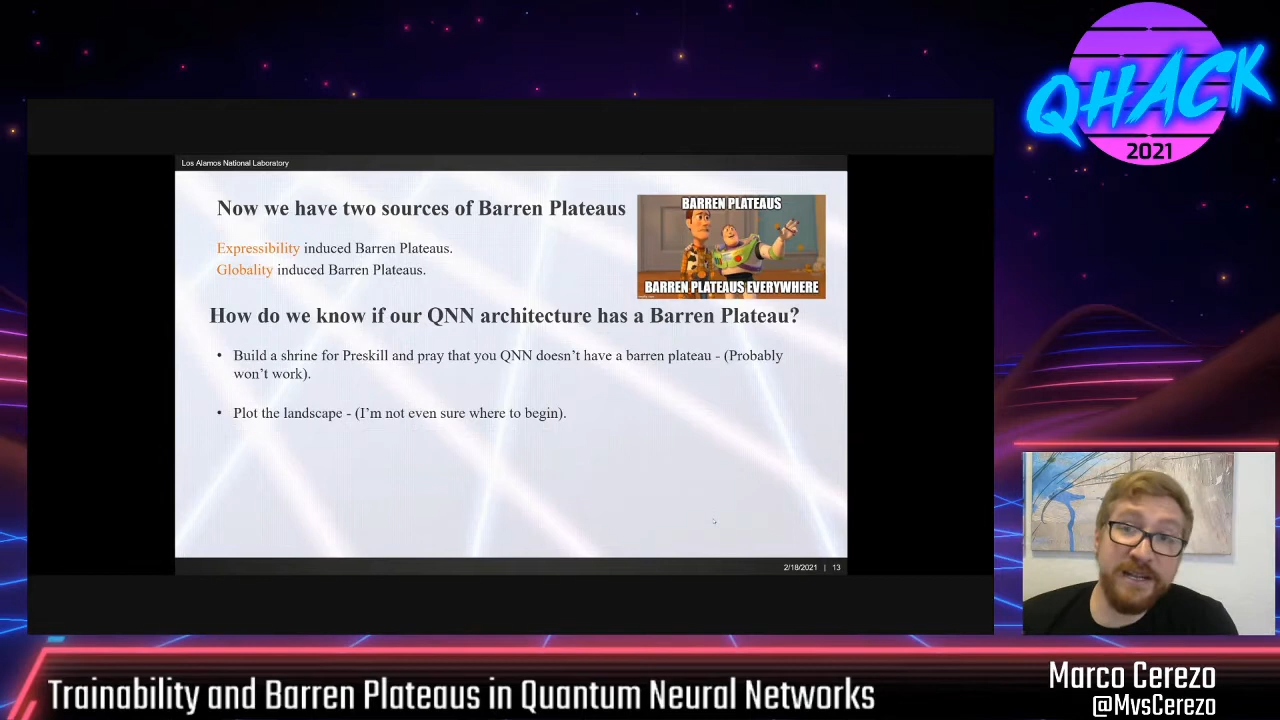 QHACK
2021
Los Alamos National Laboratory
Now we have two sources of Barren Plateaus
BARREN PLATEAUS
BARREN PLATEAUS EVERYWHERE
Expressibility induced Barren Plateaus.
Globality induced Barren Plateaus.
How do we know if our QNN architecture has a Barren Plateau?
• Build a shrine for Preskill and pray that you QNN doesn't have a barren plateau - (Probably
won't work).
• Plot the landscape - (I'm not even sure where to begin).
2/18/2021 | 13
Trainability and Barren Plateaus in Quantum Neural Networks
Marco Cerezo
@MvsCerezo